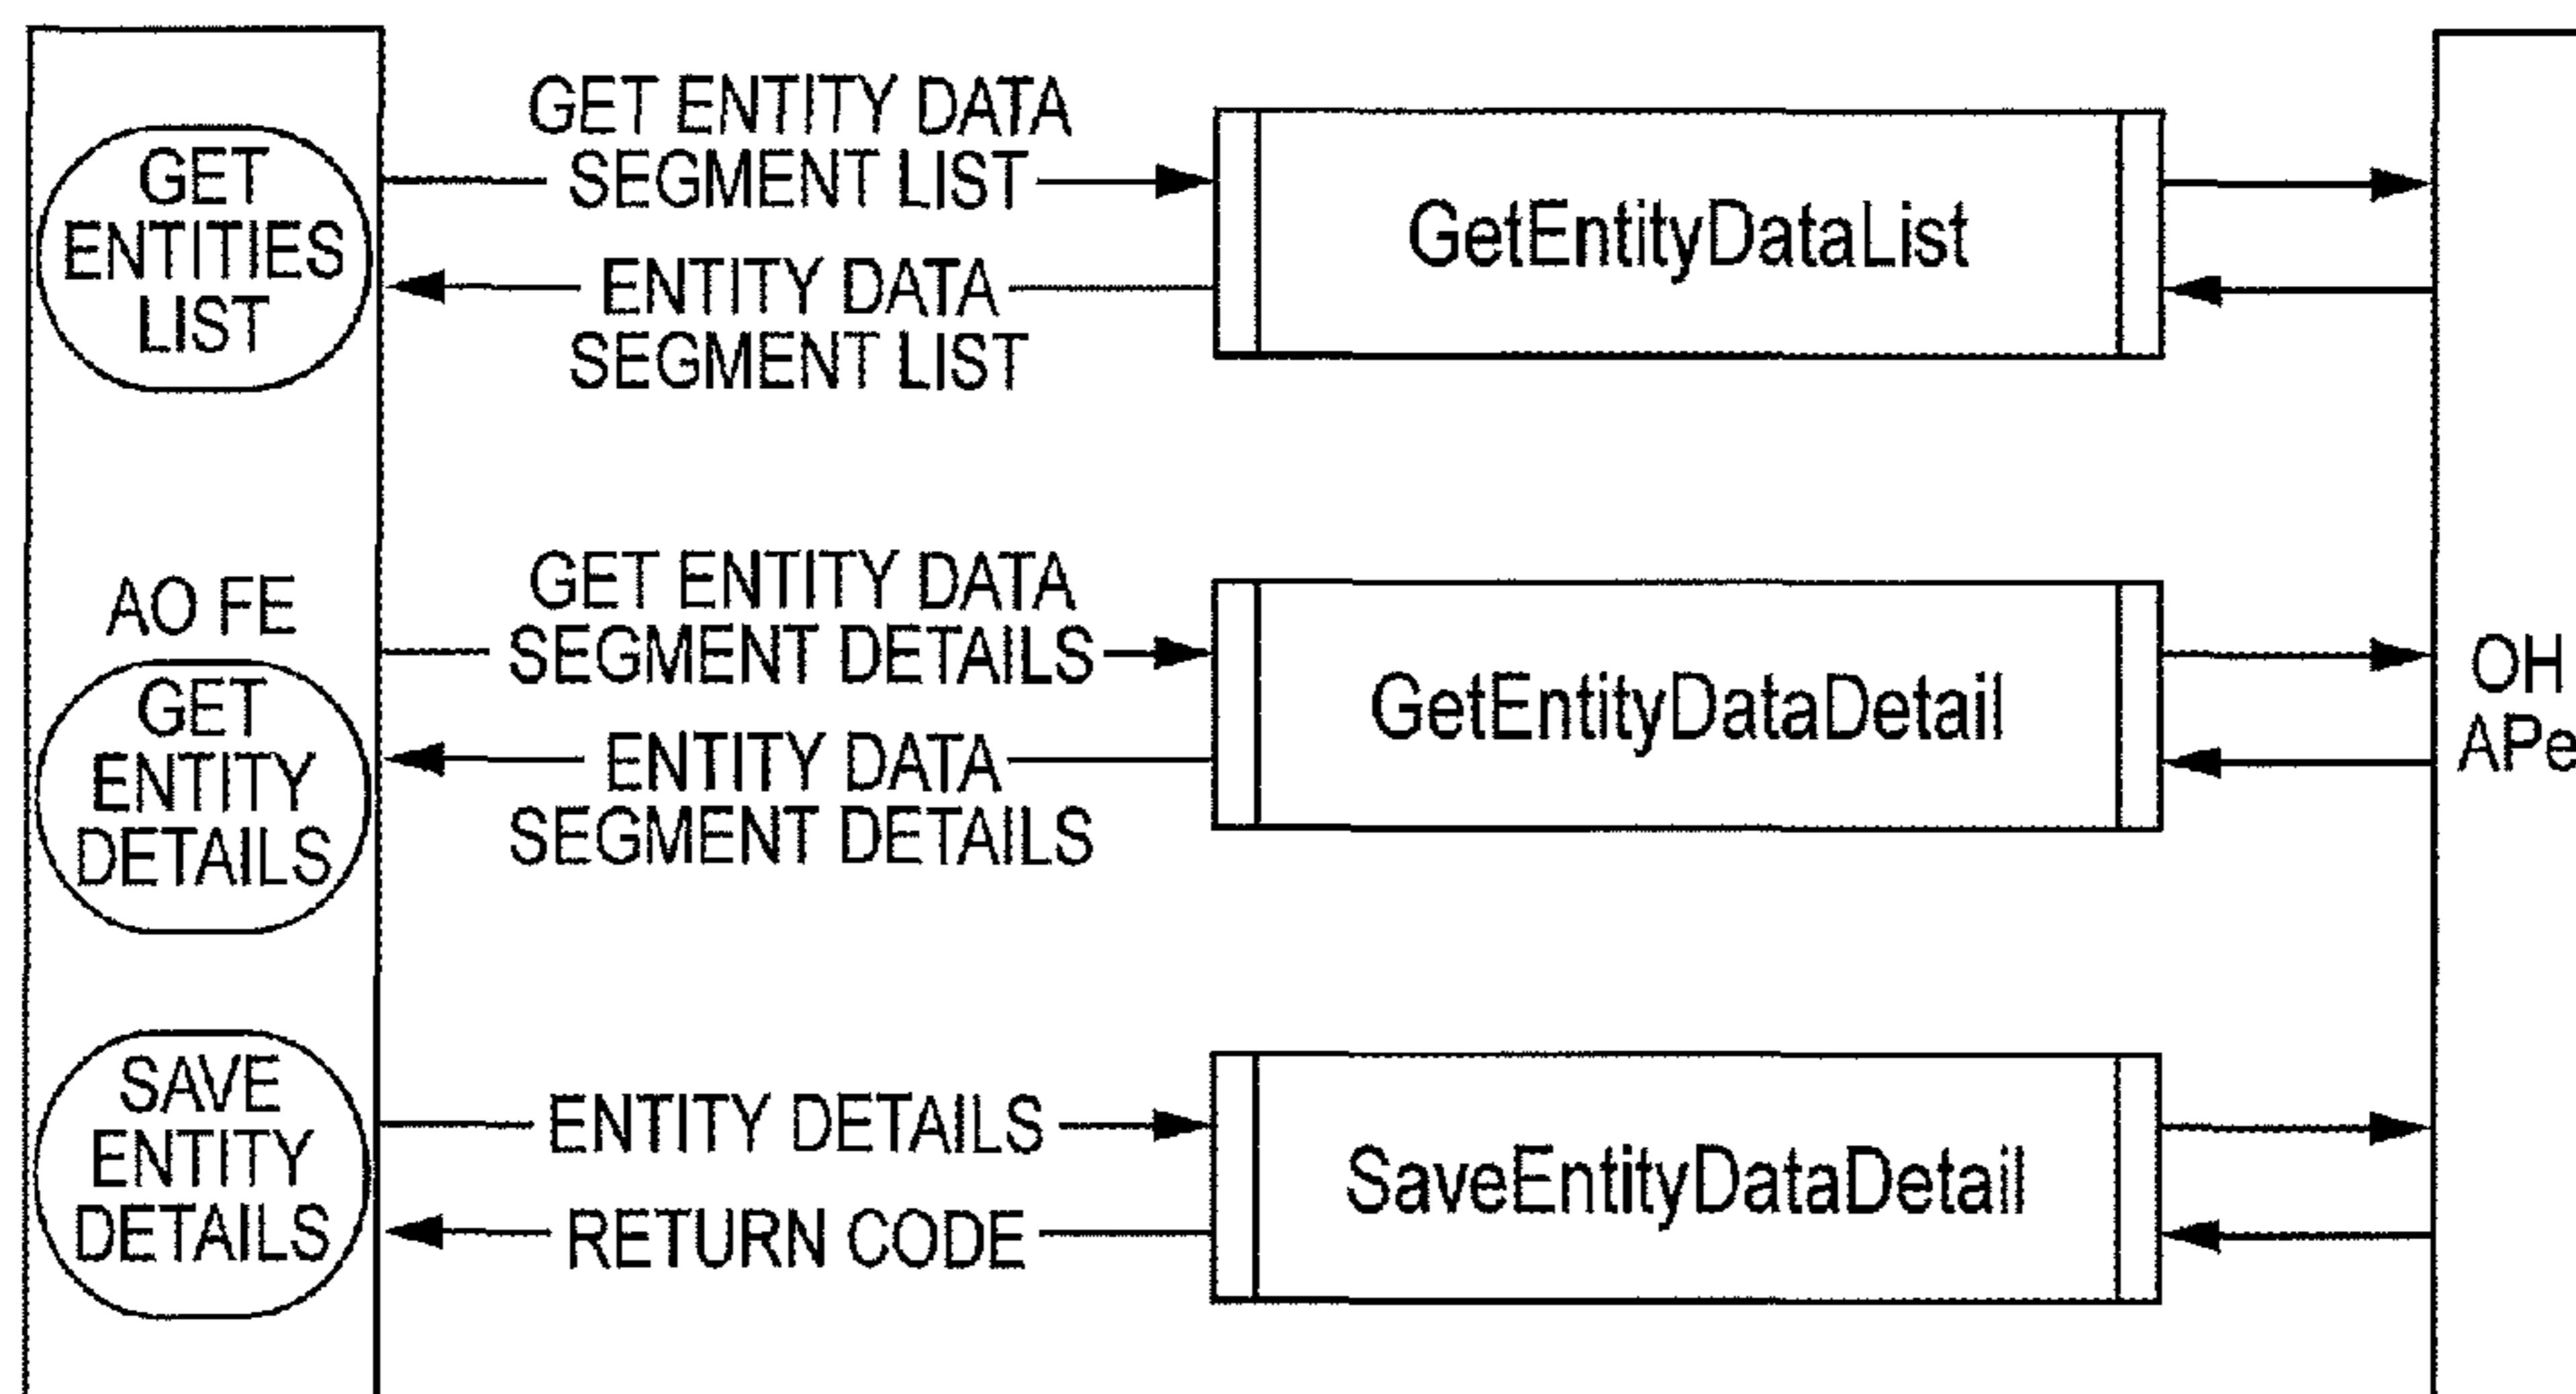 GET
ENTITIES
LIST
GET ENTITY DATA
SEGMENT LIST
ENTITY DATA
SEGMENT LIST
GetEntityDataList
AO FE
GET
ENTITY
DETAILS
GET ENTITY DATA
SEGMENT DETAILS
ENTITY DATA
SEGMENT DETAILS
GetEntityDataDetail
OH
APe
SAVE
ENTITY
DETAILS
ENTITY DETAILS
RETURN CODE
SaveEntityDataDetail